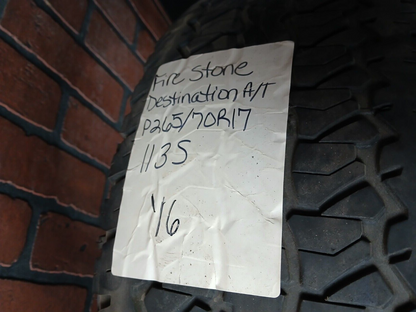 Fire Stone
Destination A/T
P265/70R17
113S
16